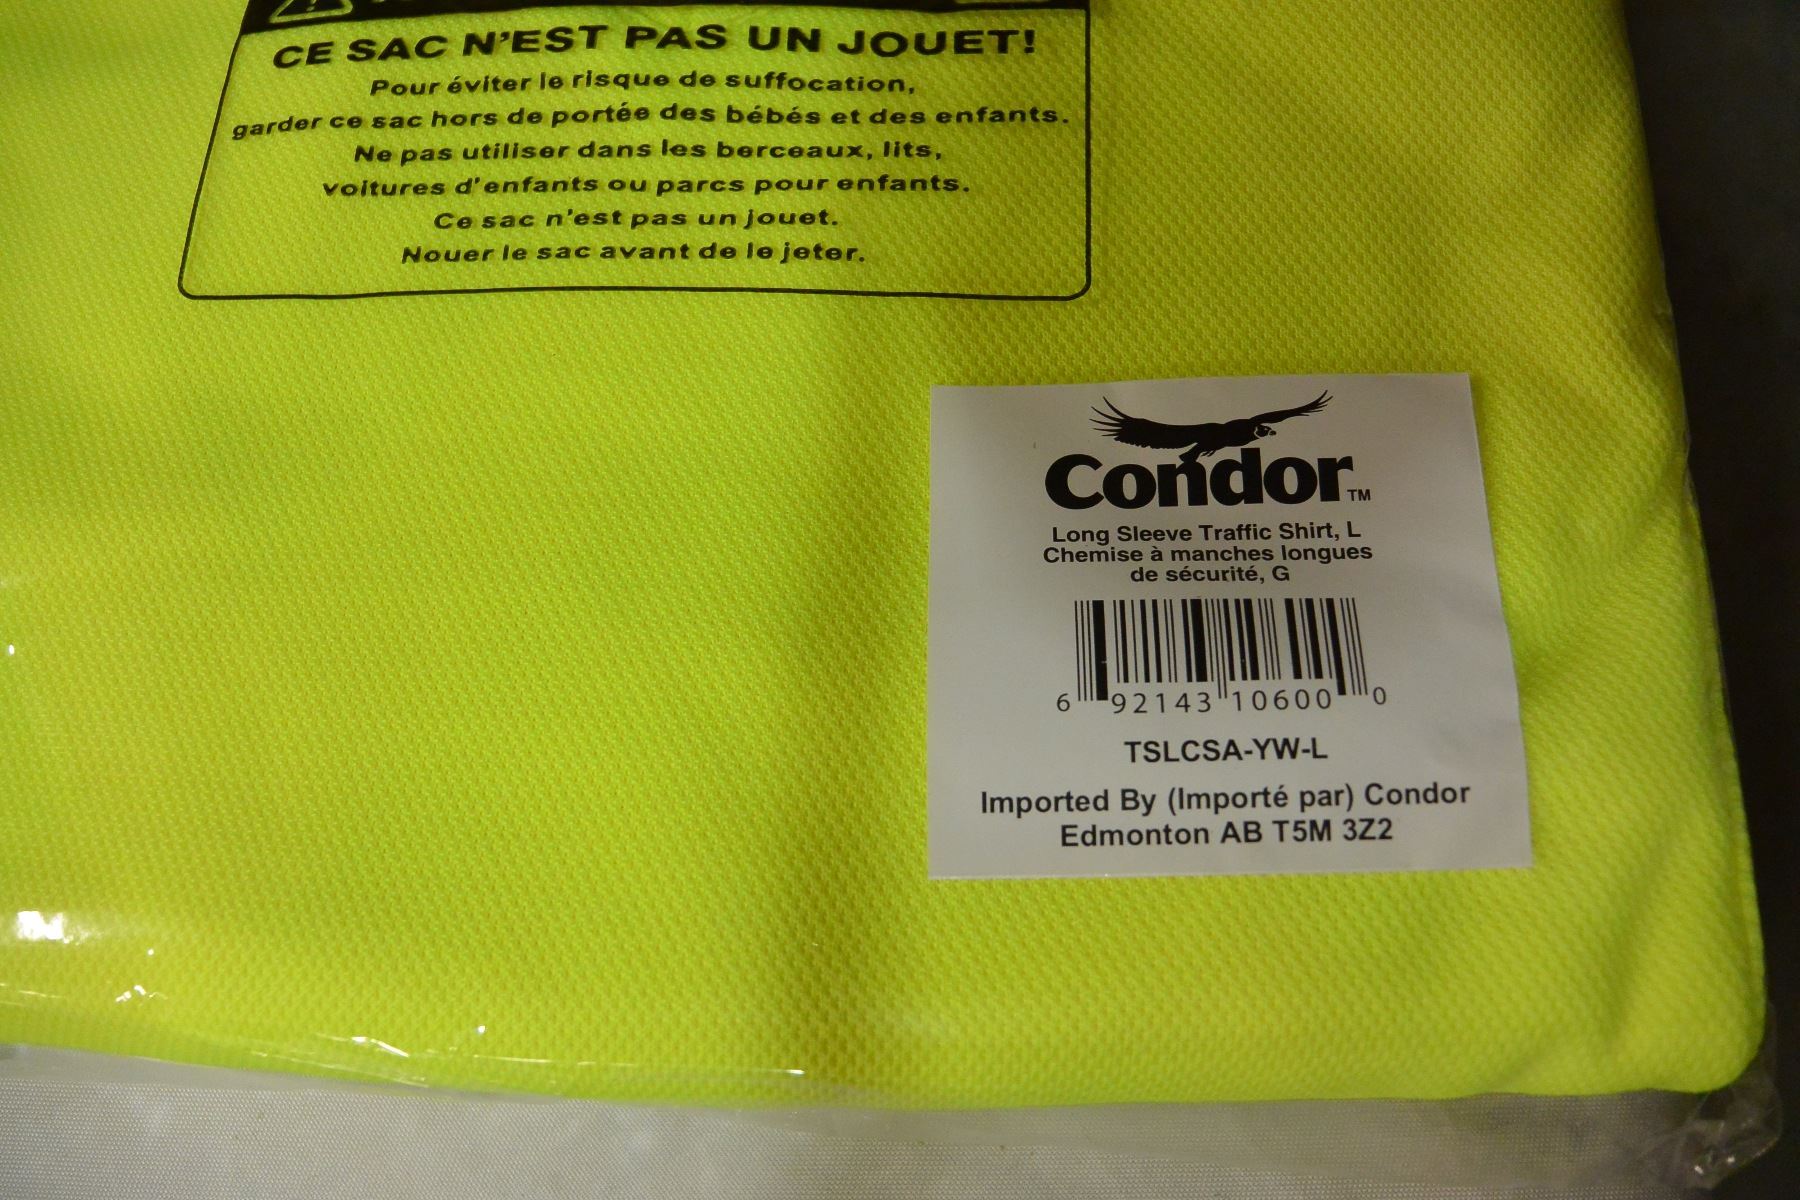 CE SAC N'EST PAS UN JOUET!
Pour éviter le risque de suffocation,
garder ce sac hors de portée des bébés et des enfants.
Ne pas utiliser dans les berceaux, lits,
voitures d'enfants ou parcs pour enfants.
Ce sac n'est pas un jouet.
Nouer le sac avant de le jeter.
Condor™
Long Sleeve Traffic Shirt, L
Chemise à manches longues
de sécurité, G
6 92143 10600 0
TSLCSA-YW-L
Imported By (Importé par) Condor
Edmonton AB T5M 3Z2